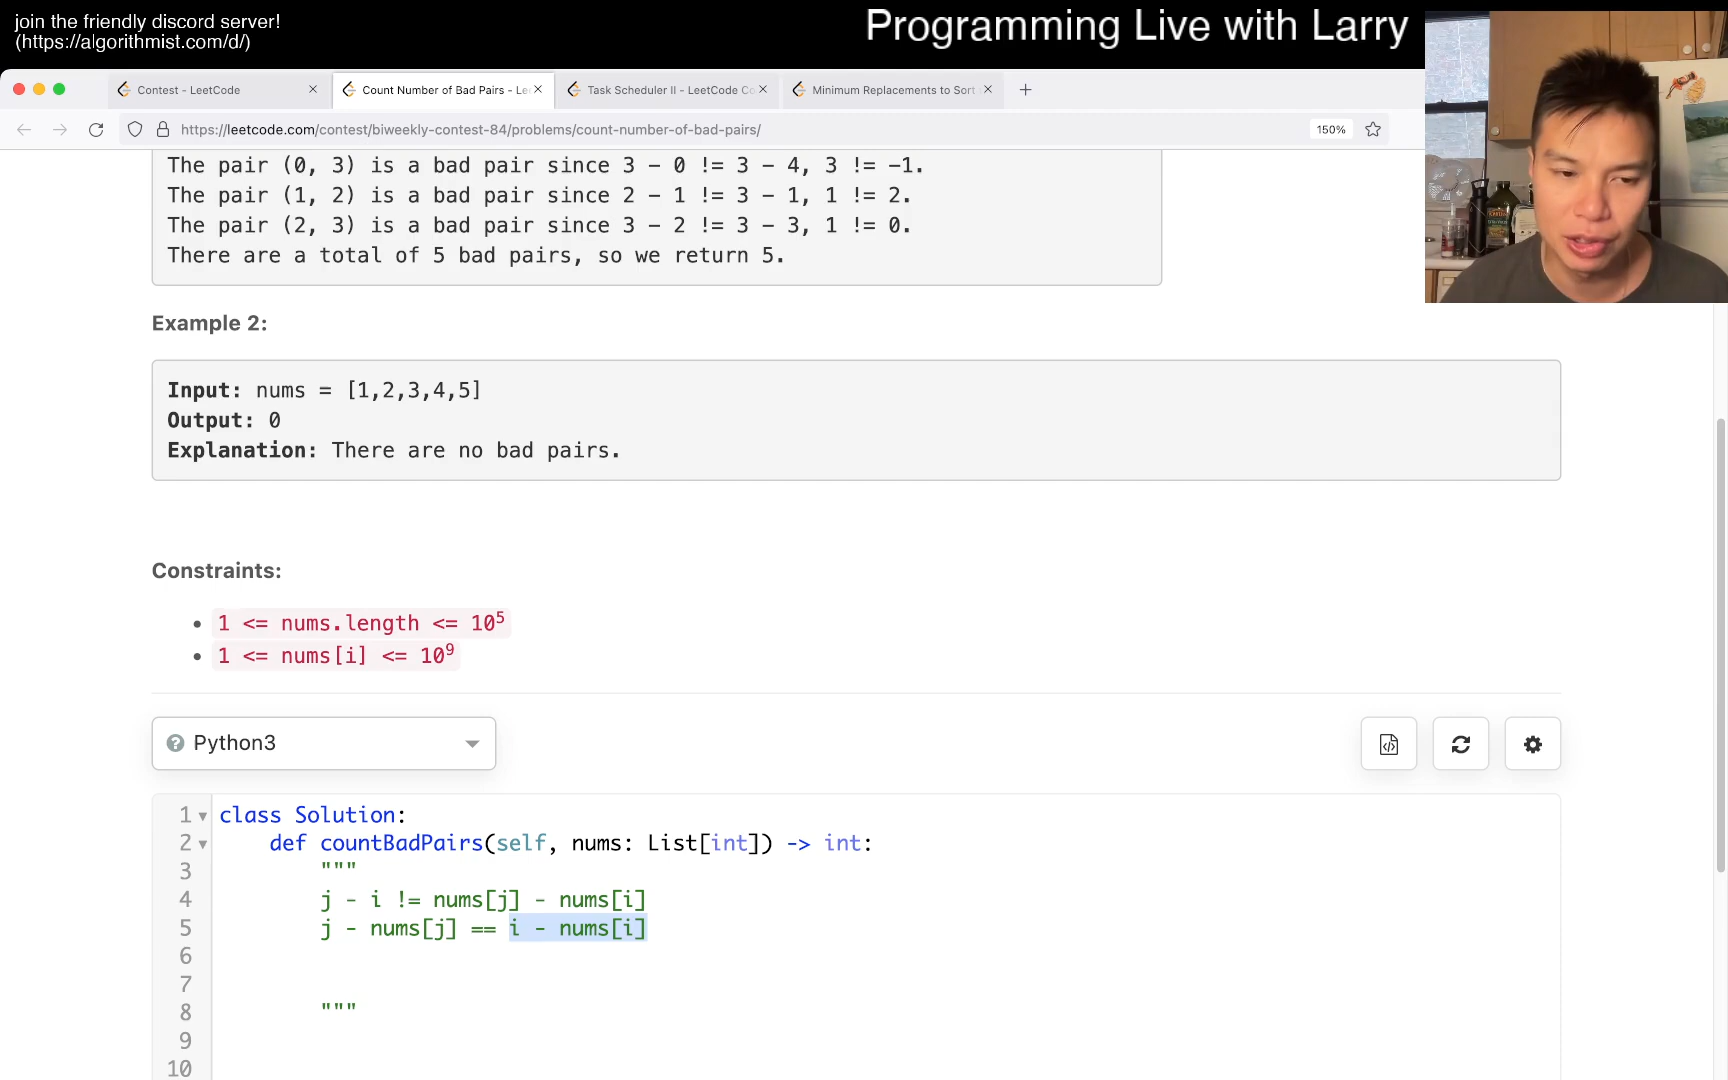 join the friendly discord server!
(https://algorithmist.com/d/)
Programming Live with Larry
Contest - LeetCode
Count Number of Bad Pairs - Le
Task Scheduler II - LeetCode Co
Minimum Replacements to Sort
https://leetcode.com/contest/biweekly-contest-84/problems/count-number-of-bad-pairs/
150%
The pair (0, 3) is a bad pair since 3 - 0 != 3 - 4, 3 != -1.
The pair (1, 2) is a bad pair since 2 - 1 != 3 - 1, 1 != 2.
The pair (2, 3) is a bad pair since 3 - 2 != 3 - 3, 1 != 0.
There are a total of 5 bad pairs, so we return 5.
Example 2:
Input: nums = [1,2,3,4,5]
Output: 0
Explanation: There are no bad pairs.
Constraints:
• 1 <= nums.length <= 10⁵
• 1 <= nums[i] <= 10⁹
Python3
1 class Solution:
2 def countBadPairs(self, nums: List[int]) -> int:
3 """
4 j - i != nums[j] - nums[i]
5 j - nums[j] == i - nums[i]
6
7
8 """
9
10